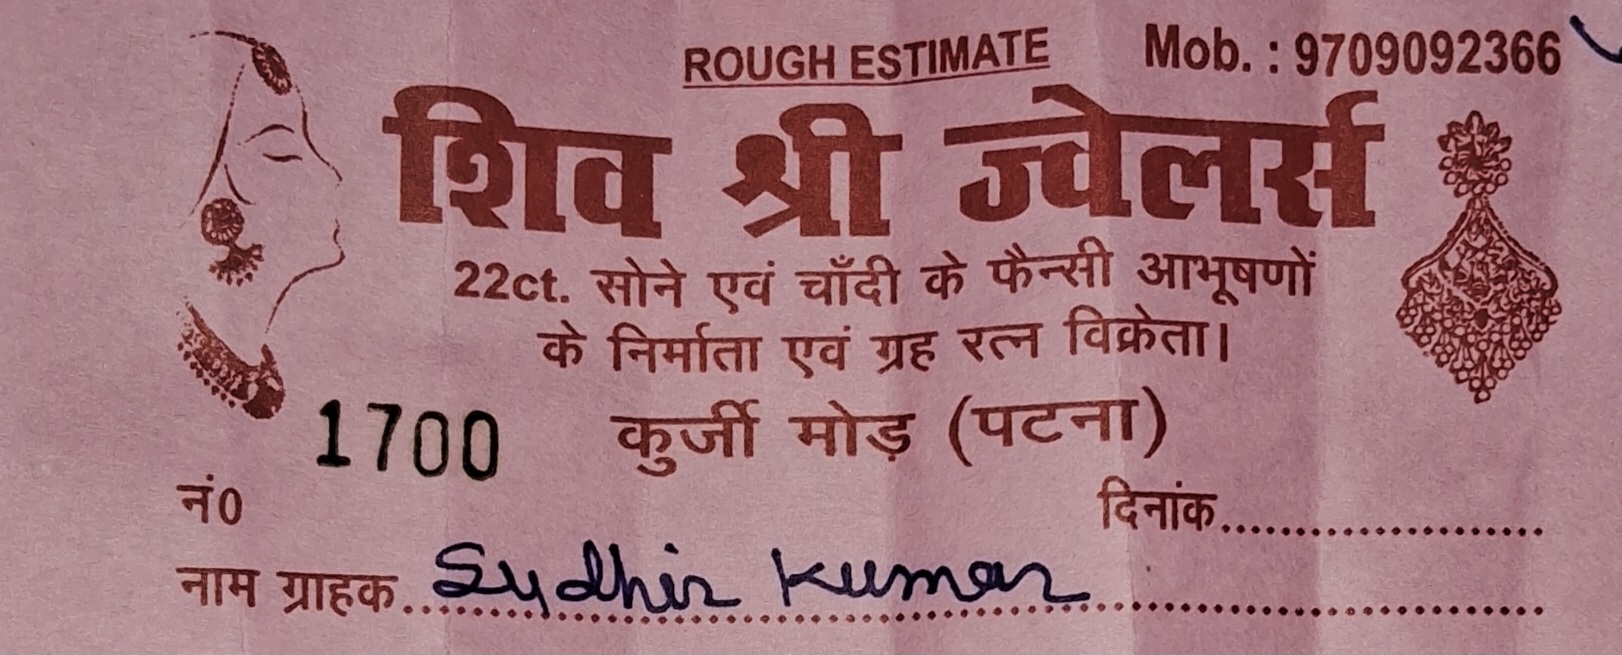 ROUGH ESTIMATE Mob. : 9709092366
शिव श्री ज्वेलर्स
22ct. सोने एवं चाँदी के फैन्सी आभूषणों
के निर्माता एवं ग्रह रत्न विक्रेता।
1700 कुर्जी मोड़ (पटना)
नं0 दिनांक......................
नाम ग्राहक.. Sudhir Kumar ..............................